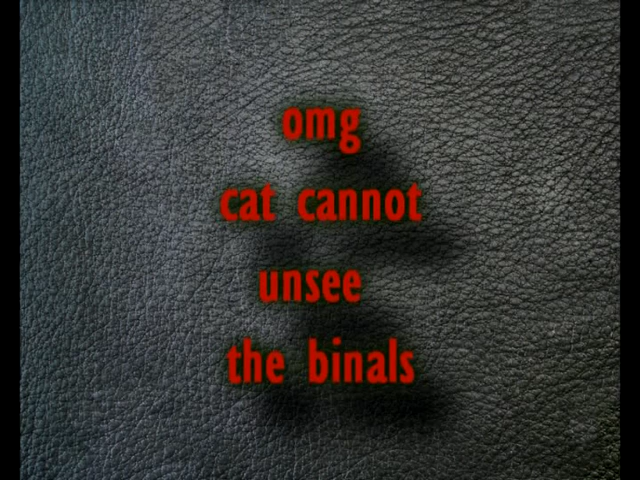 omg
cat cannot
unsee
the binals